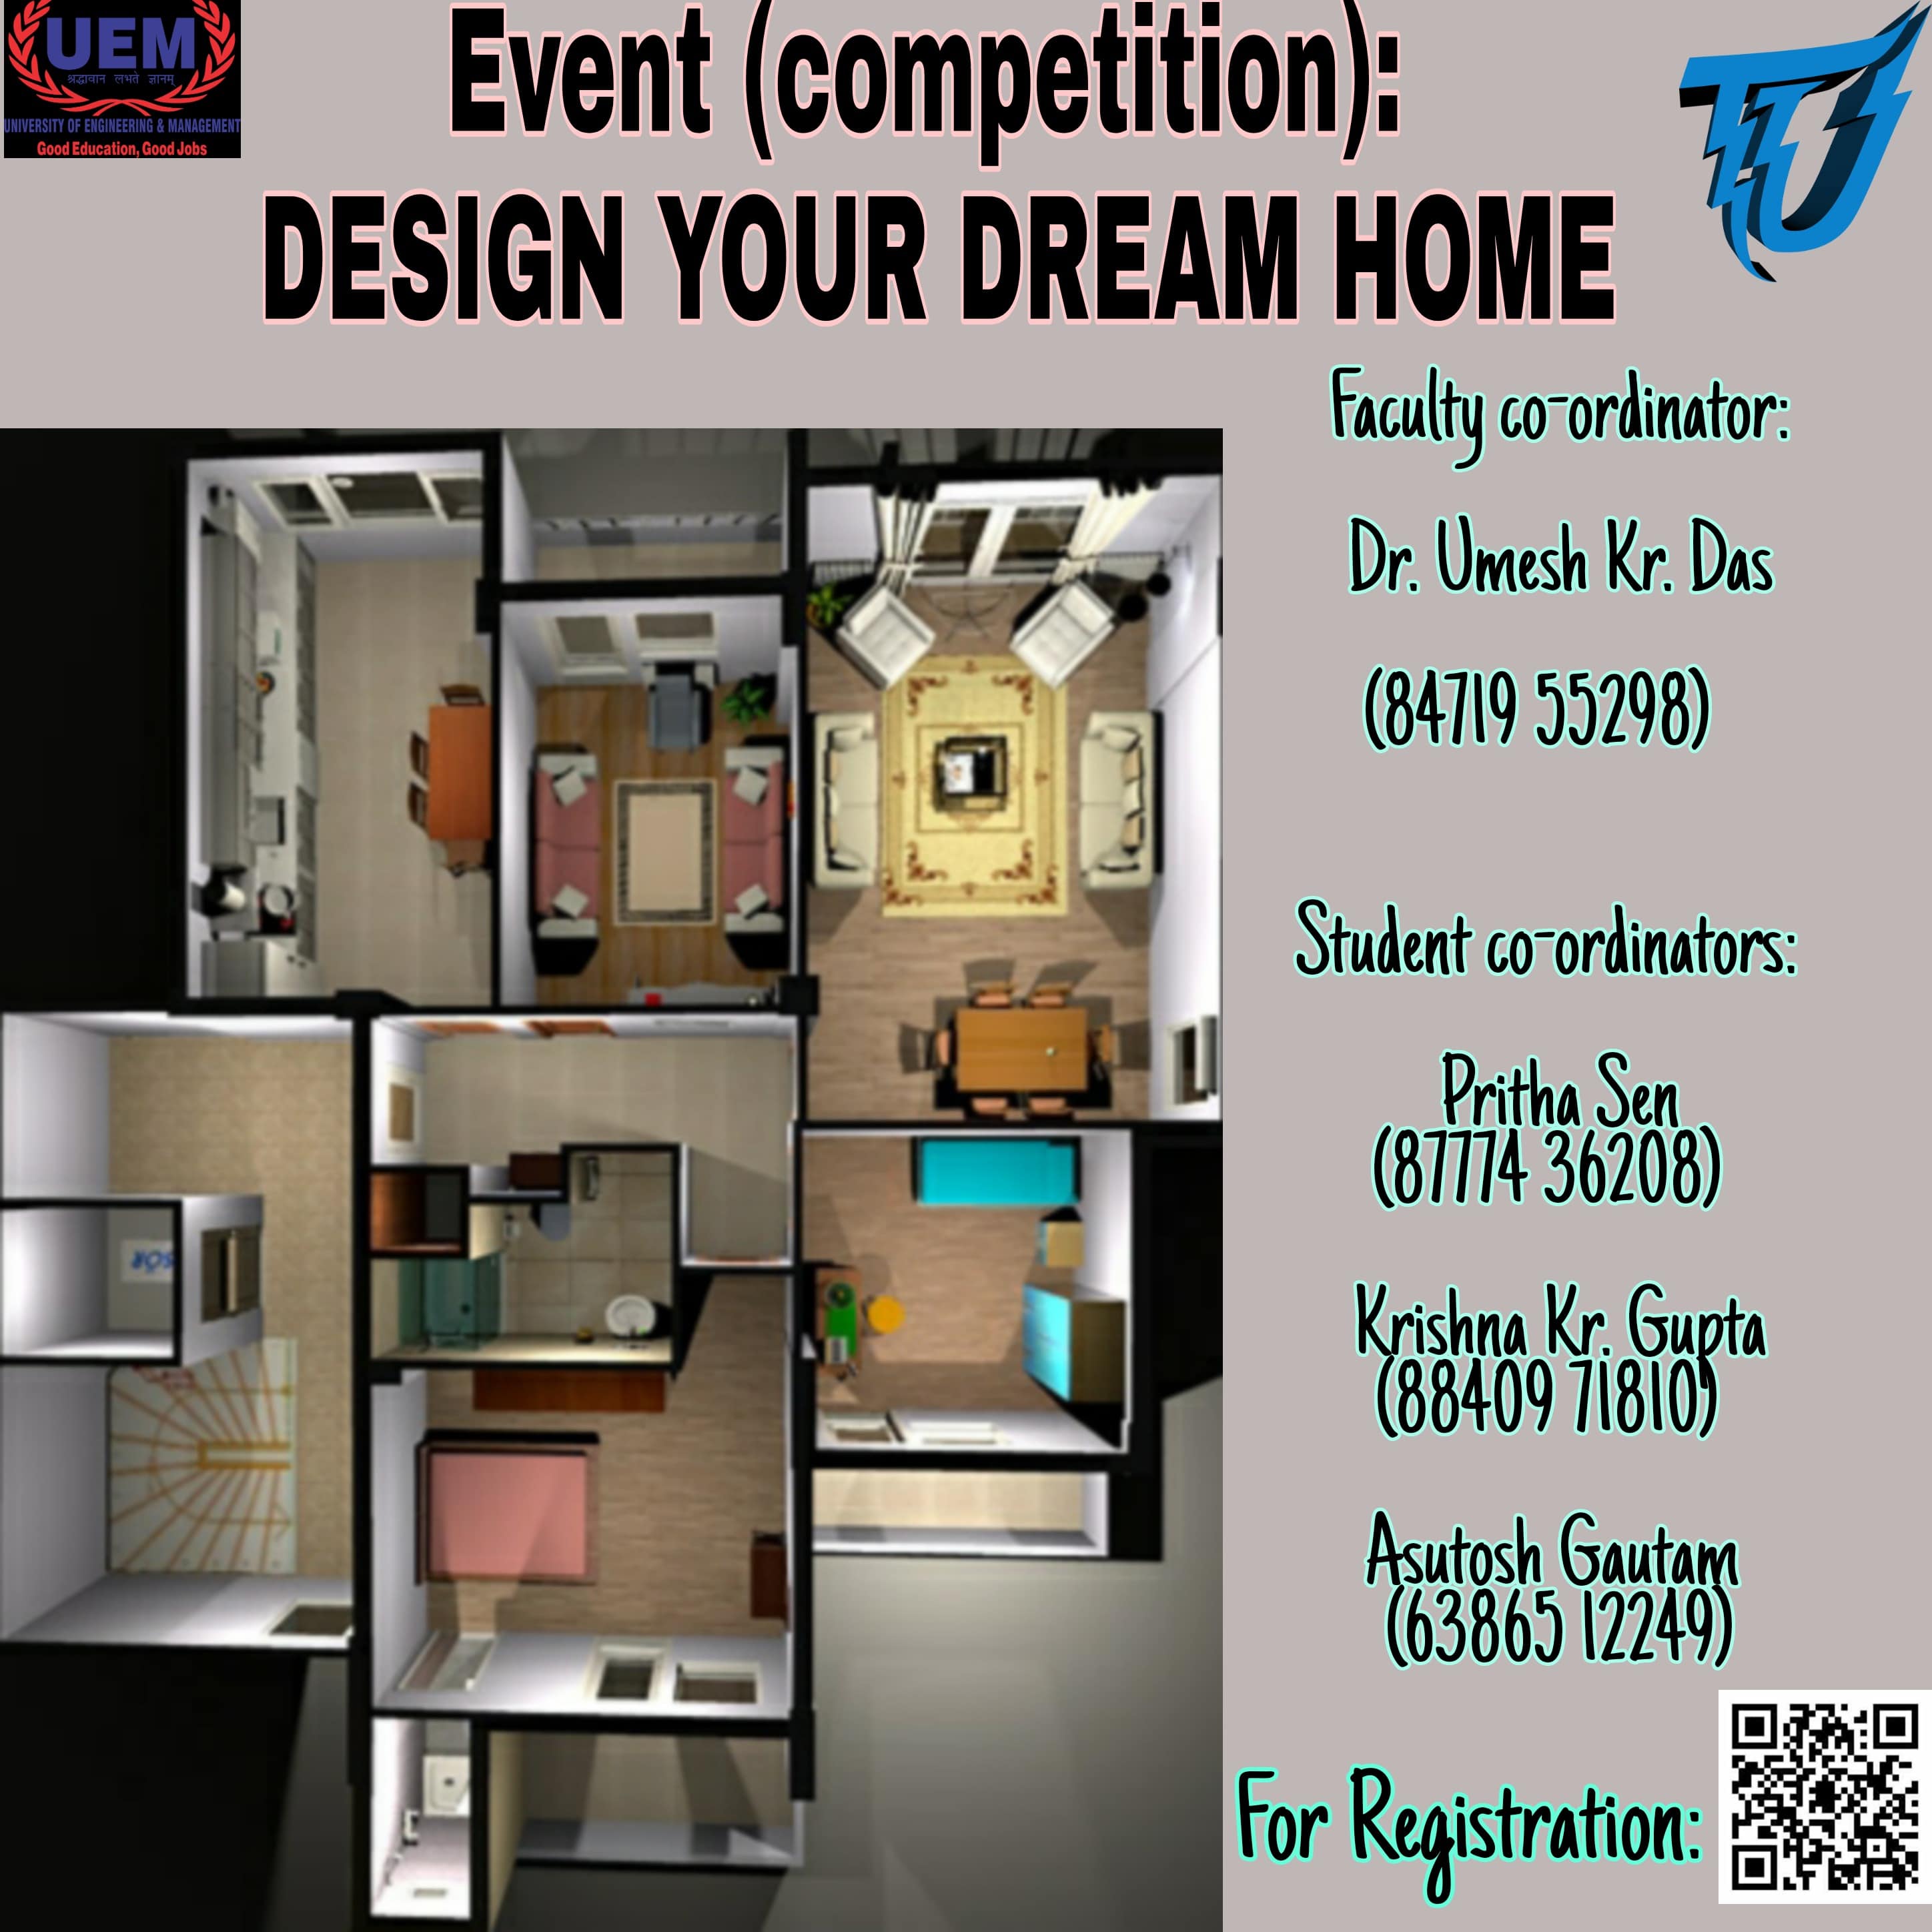 UEM
श्रद्धावान लभते ज्ञानम्
UNIVERSITY OF ENGINEERING & MANAGEMENT
Good Education, Good Jobs
Event (competition):
DESIGN YOUR DREAM HOME
TU
Faculty co-ordinator:
Dr. Umesh Kr. Das
(84719 55298)
Student co-ordinators:
Pritha Sen
(87774 36208)
Krishna Kr. Gupta
(88409 71810)
Asutosh Gautam
(63865 12249)
For Registration: